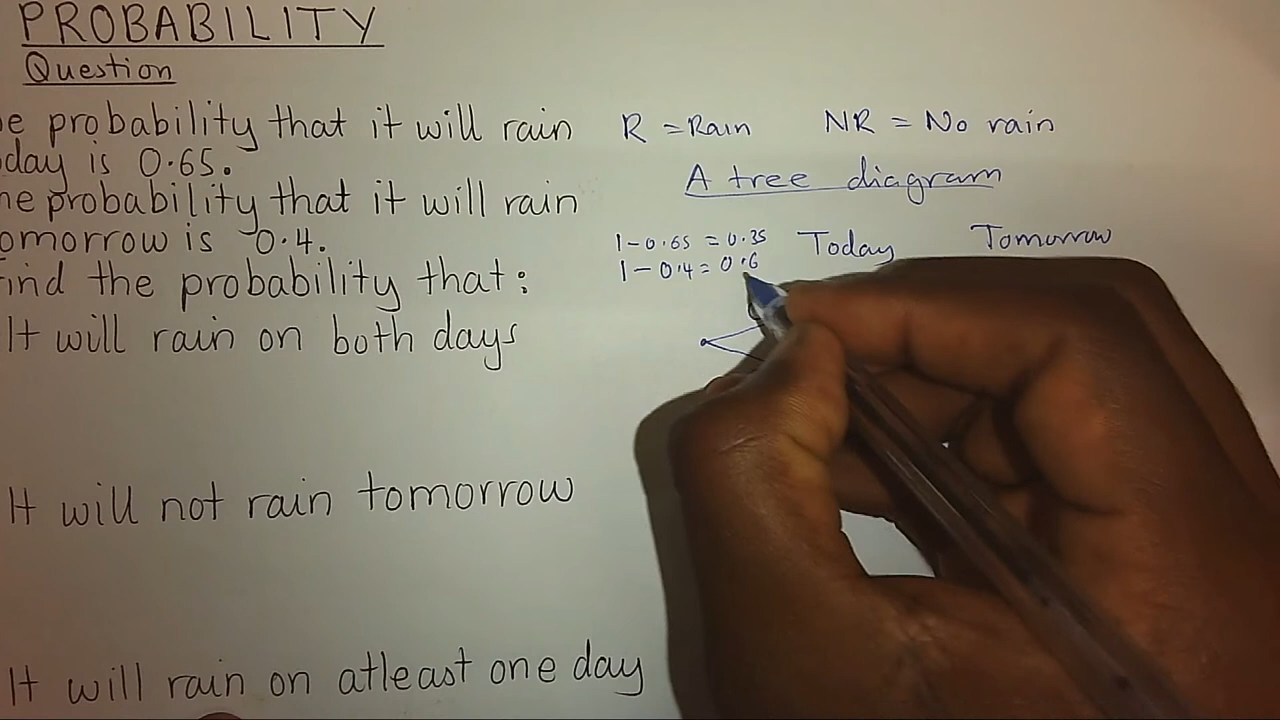 PROBABILITY
Question
e probability that it will rain
day is 0.65.
he probability that it will rain
omorrow is 0.4.
ind the probability that:
It will rain on both days
It will not rain tomorrow
It will rain on atleast one day
R = Rain NR = No rain
A tree diagram
1-0.65 = 0.35
1-0.4 = 0.6
Today Tomorrow